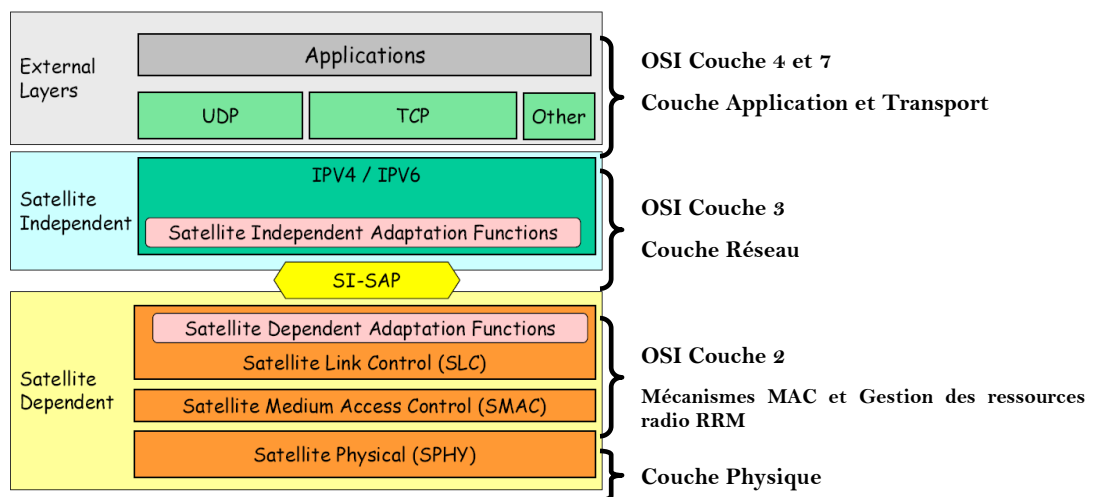 External
Layers
Applications
UDP
TCP
Other
OSI Couche 4 et 7
Couche Application et Transport
Satellite
Independent
IPV4 / IPV6
Satellite Independent Adaptation Functions
OSI Couche 3
Couche Réseau
SI-SAP
Satellite
Dependent
Satellite Dependent Adaptation Functions
Satellite Link Control (SLC)
Satellite Medium Access Control (SMAC)
Satellite Physical (SPHY)
OSI Couche 2
Mécanismes MAC et Gestion des ressources
radio RRM
Couche Physique